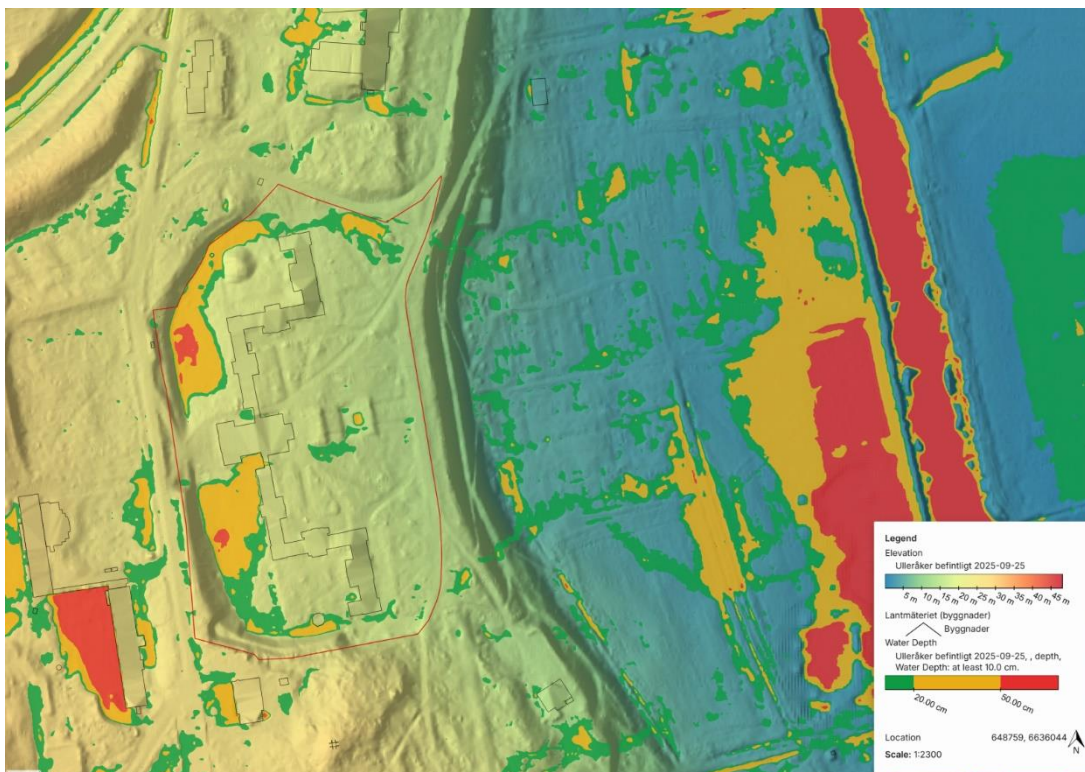 Legend
Elevation
Ulleråker befintligt 2025-09-25
5 m 10 m 15 m 20 m 25 m 30 m 35 m 40 m 45 m
Lantmäteriet (byggnader)
Byggnader
Water Depth
Ulleråker befintligt 2025-09-25, , depth,
Water Depth: at least 10.0 cm.
20.00 cm 50.00 cm
Location 648759, 6636044
Scale: 1:2300
N